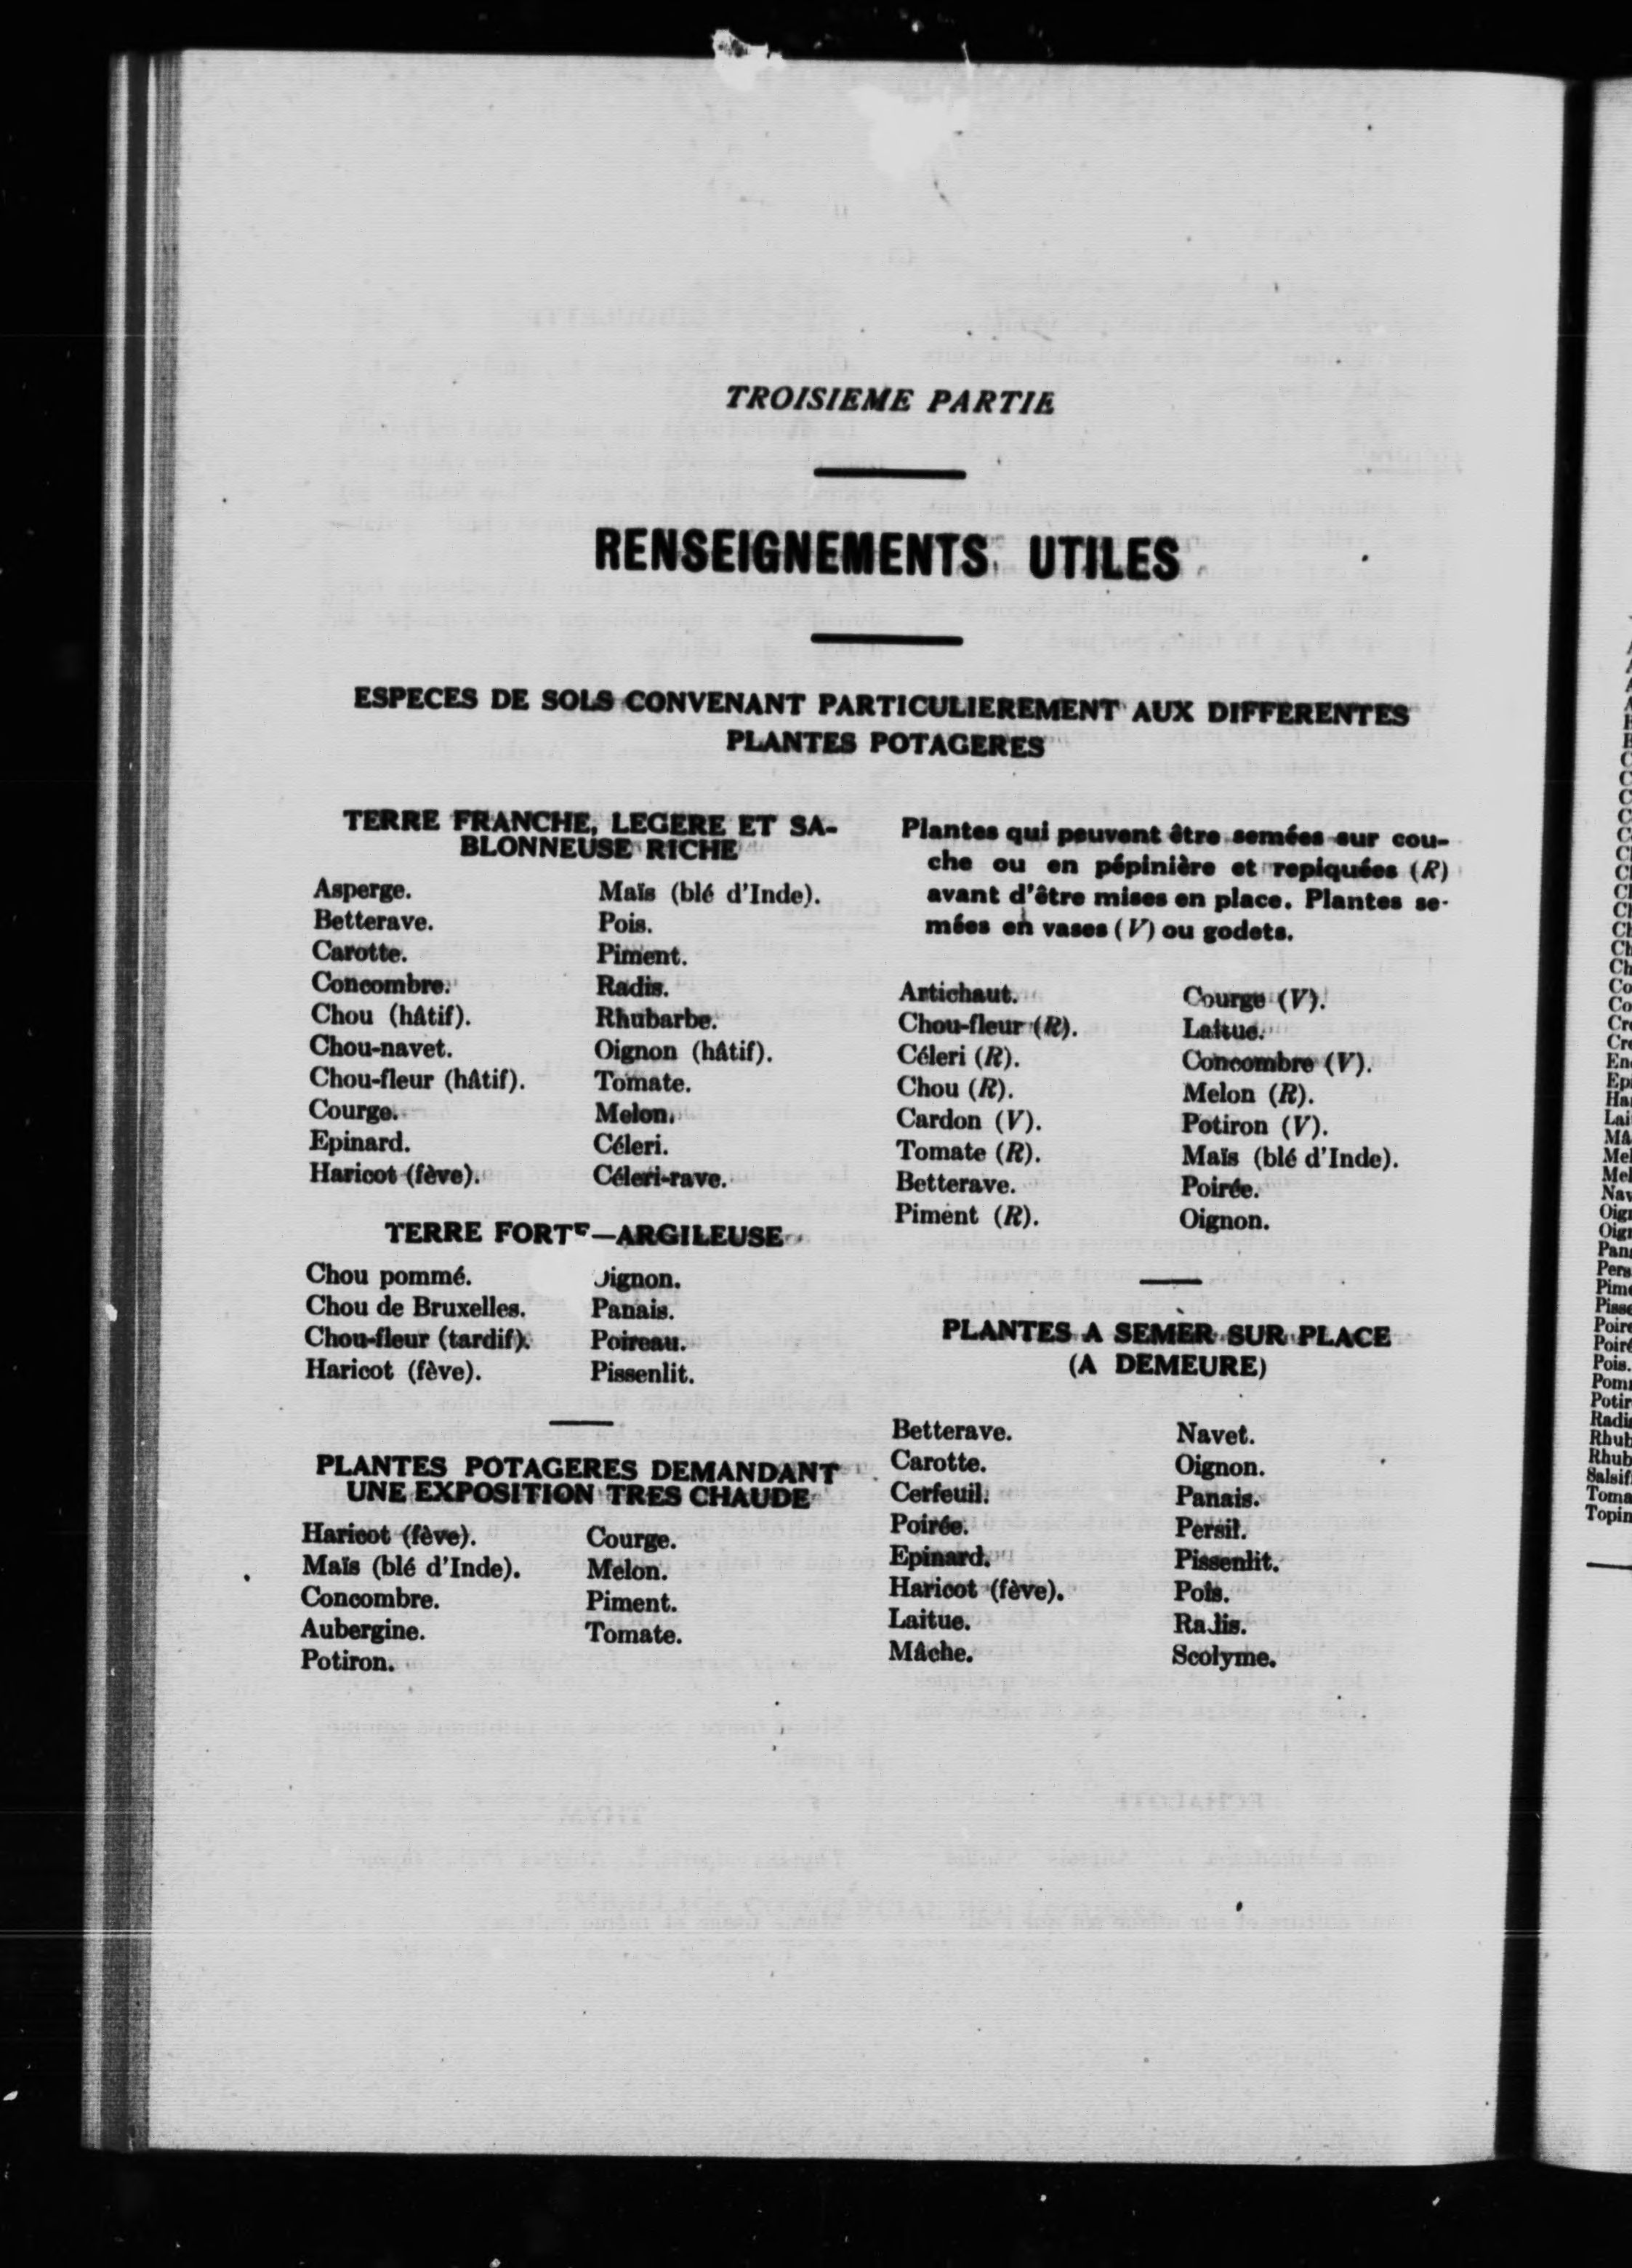 TROISIEME PARTIE
RENSEIGNEMENTS UTILES
ESPECES DE SOLS CONVENANT PARTICULIEREMENT AUX DIFFERENTES
PLANTES POTAGERES
TERRE FRANCHE, LEGERE ET SA-
BLONNEUSE RICHE
Asperge.
Betterave.
Carotte.
Concombre.
Chou (hâtif).
Chou-navet.
Chou-fleur (hâtif).
Courge.
Epinard.
Haricot (fève).
Maïs (blé d'Inde).
Pois.
Piment.
Radis.
Rhubarbe.
Oignon (hâtif).
Tomate.
Melon.
Céleri.
Céleri-rave.
TERRE FORTE—ARGILEUSE
Chou pommé.
Chou de Bruxelles.
Chou-fleur (tardif).
Haricot (fève).
Oignon.
Panais.
Poireau.
Pissenlit.
PLANTES POTAGERES DEMANDANT
UNE EXPOSITION TRES CHAUDE
Haricot (fève).
Maïs (blé d'Inde).
Concombre.
Aubergine.
Potiron.
Courge.
Melon.
Piment.
Tomate.
Plantes qui peuvent être semées sur cou-
che ou en pépinière et repiquées (R)
avant d'être mises en place. Plantes se-
mées en vases (V) ou godets.
Artichaut.
Chou-fleur (R).
Céleri (R).
Chou (R).
Cardon (V).
Tomate (R).
Betterave.
Piment (R).
Courge (V).
Laitue.
Concombre (V).
Melon (R).
Potiron (V).
Maïs (blé d'Inde).
Poirée.
Oignon.
PLANTES A SEMER SUR PLACE
(A DEMEURE)
Betterave.
Carotte.
Cerfeuil.
Poirée.
Epinard.
Haricot (fève).
Laitue.
Mâche.
Navet.
Oignon.
Panais.
Persil.
Pissenlit.
Pois.
Radis.
Scolyme.